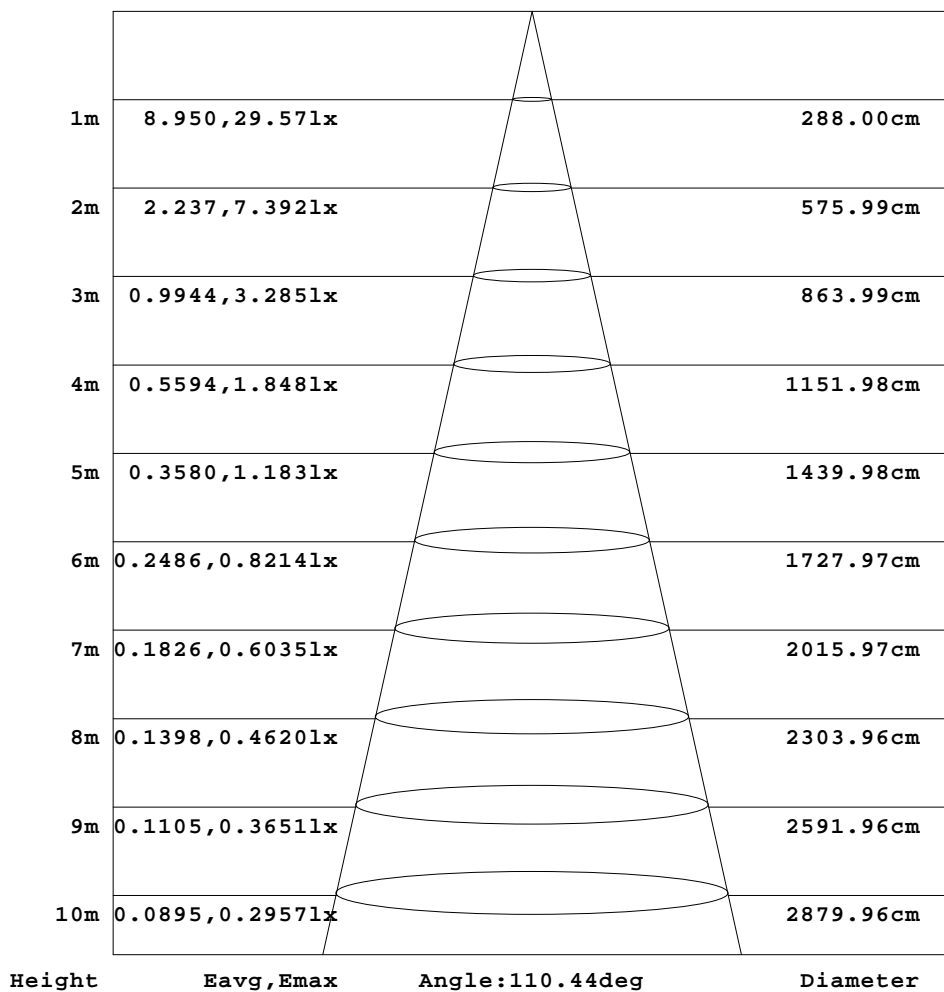 1m 8.950,29.57lx 288.00cm
2m 2.237,7.392lx 575.99cm
3m 0.9944,3.285lx 863.99cm
4m 0.5594,1.848lx 1151.98cm
5m 0.3580,1.183lx 1439.98cm
6m 0.2486,0.8214lx 1727.97cm
7m 0.1826,0.6035lx 2015.97cm
8m 0.1398,0.4620lx 2303.96cm
9m 0.1105,0.3651lx 2591.96cm
10m 0.0895,0.2957lx 2879.96cm
Height Eavg,Emax Angle:110.44deg Diameter